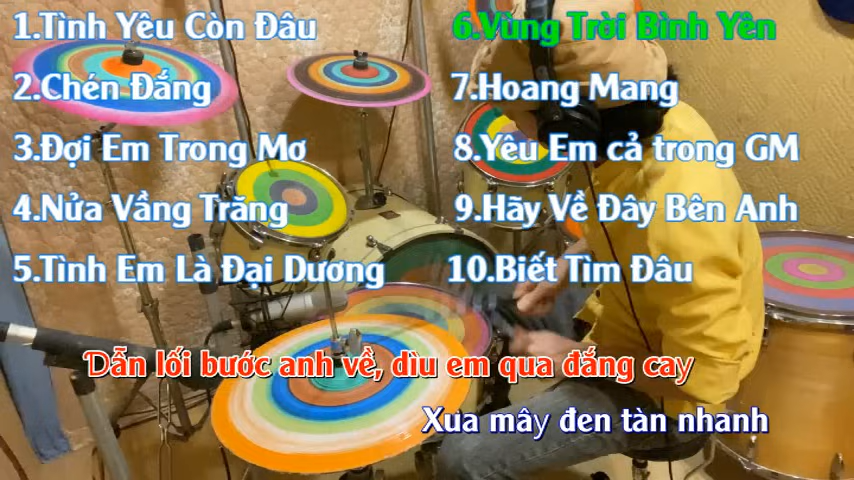 1.Tình Yêu Còn Đâu
2.Chén Đắng
3.Đợi Em Trong Mơ
4.Nửa Vầng Trăng
5.Tình Em Là Đại Dương
6.Vùng Trời Bình Yên
7.Hoang Mang
8.Yêu Em cả trong GM
9.Hãy Về Đây Bên Anh
10.Biết Tìm Đâu
Dẫn lối bước anh về, dìu em qua đắng cay
Xua mây đen tàn nhanh